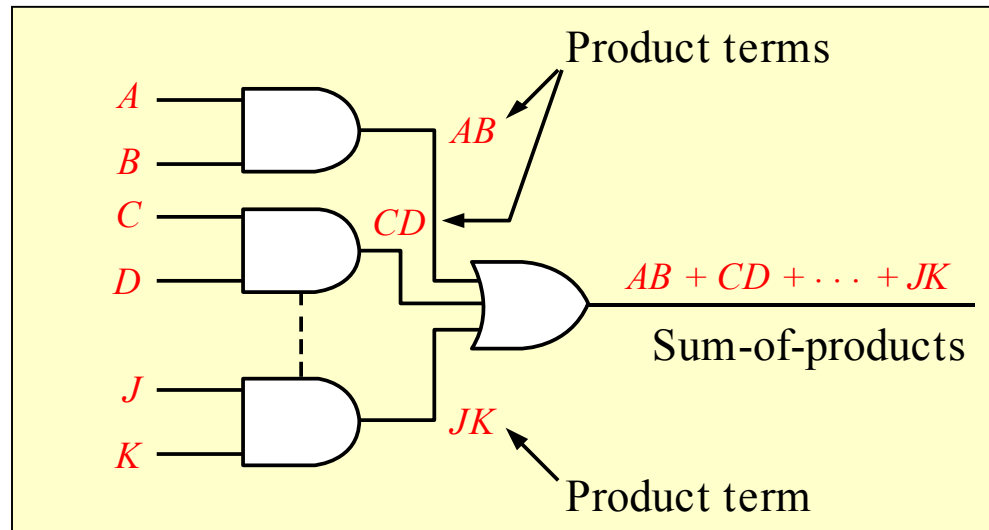 Product terms
A
AB
B
C
CD
D
AB + CD + · · · + JK
Sum-of-products
J
JK
K
Product term